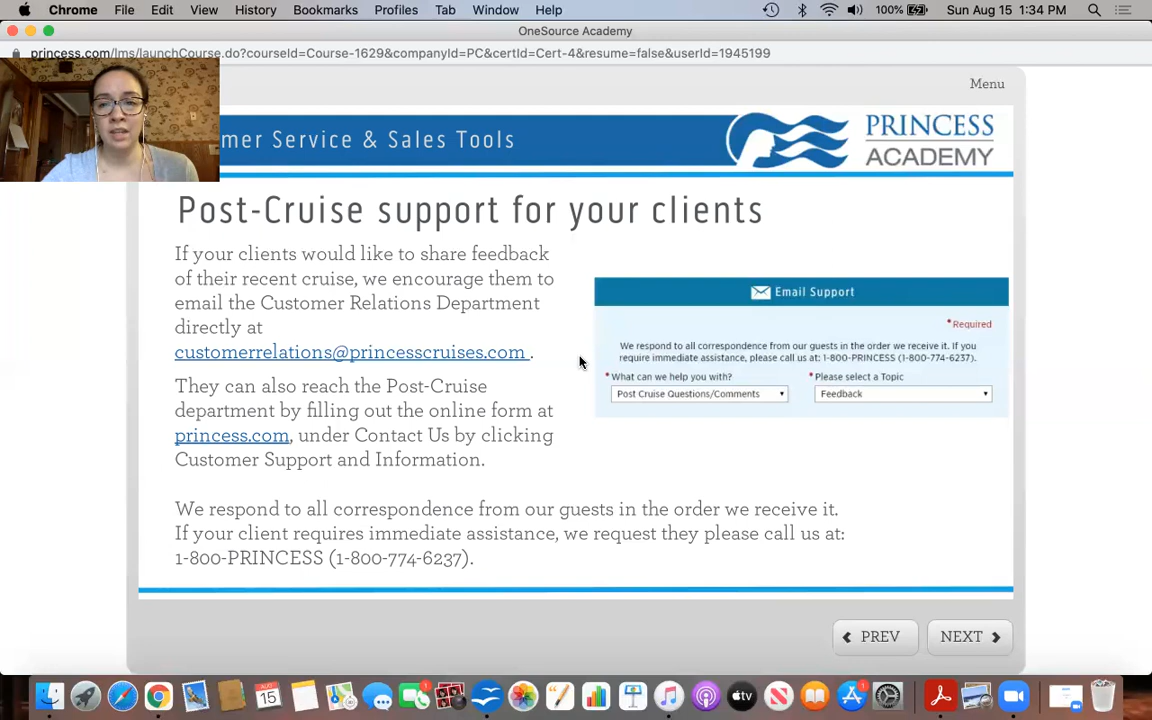 Chrome File Edit View History Bookmarks Profiles Tab Window Help 100% Sun Aug 15 1:34 PM
OneSource Academy
princess.com/lms/launchCourse.do?courseId=Course-1629&companyId=PC&certId=Cert-4&resume=false&userId=1945199
Menu
mer Service & Sales Tools
PRINCESS
ACADEMY
Post-Cruise support for your clients
If your clients would like to share feedback
of their recent cruise, we encourage them to
email the Customer Relations Department
directly at
customerrelations@princesscruises.com .
They can also reach the Post-Cruise
department by filling out the online form at
princess.com, under Contact Us by clicking
Customer Support and Information.
Email Support
* Required
We respond to all correspondence from our guests in the order we receive it. If you
require immediate assistance, please call us at: 1-800-PRINCESS (1-800-774-6237).
* What can we help you with? * Please select a Topic
Post Cruise Questions/Comments Feedback
We respond to all correspondence from our guests in the order we receive it.
If your client requires immediate assistance, we request they please call us at:
1-800-PRINCESS (1-800-774-6237).
PREV NEXT
AUG
15
tv